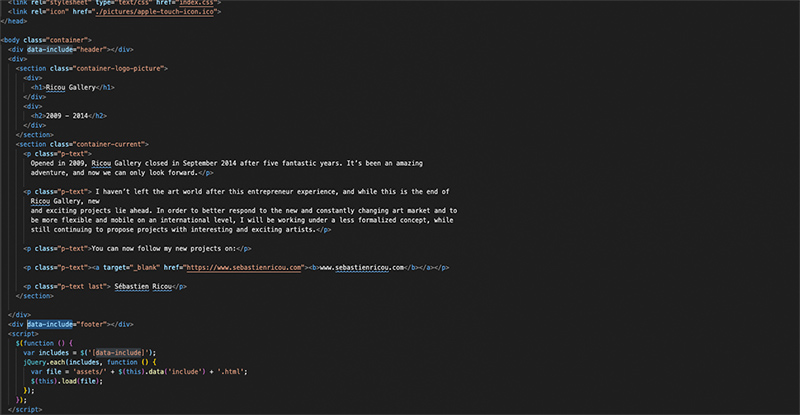 <link rel="stylesheet" type="text/css" href="index.css">
<link rel="icon" href="./pictures/apple-touch-icon.ico">
</head>
<body class="container">
<div data-include="header"></div>
<div>
<section class="container-logo-picture">
<div>
<h1>Ricou Gallery</h1>
</div>
<div>
<h2>2009 – 2014</h2>
</div>
</section>
<section class="container-current">
<p class="p-text">
Opened in 2009, Ricou Gallery closed in September 2014 after five fantastic years. It’s been an amazing
adventure, and now we can only look forward.</p>
<p class="p-text"> I haven’t left the art world after this entrepreneur experience, and while this is the end of
Ricou Gallery, new
and exciting projects lie ahead. In order to better respond to the new and constantly changing art market and to
be more flexible and mobile on an international level, I will be working under a less formalized concept, while
still continuing to propose projects with interesting and exciting artists.</p>
<p class="p-text">You can now follow my new projects on:</p>
<p class="p-text"><a target="_blank" href="https://www.sebastienricou.com"><b>www.sebastienricou.com</b></a></p>
<p class="p-text last"> Sébastien Ricou</p>
</section>
</div>
<div data-include="footer"></div>
<script>
$(function () {
var includes = $('[data-include]');
jQuery.each(includes, function () {
var file = 'assets/' + $(this).data('include') + '.html';
$(this).load(file);
});
});
</script>